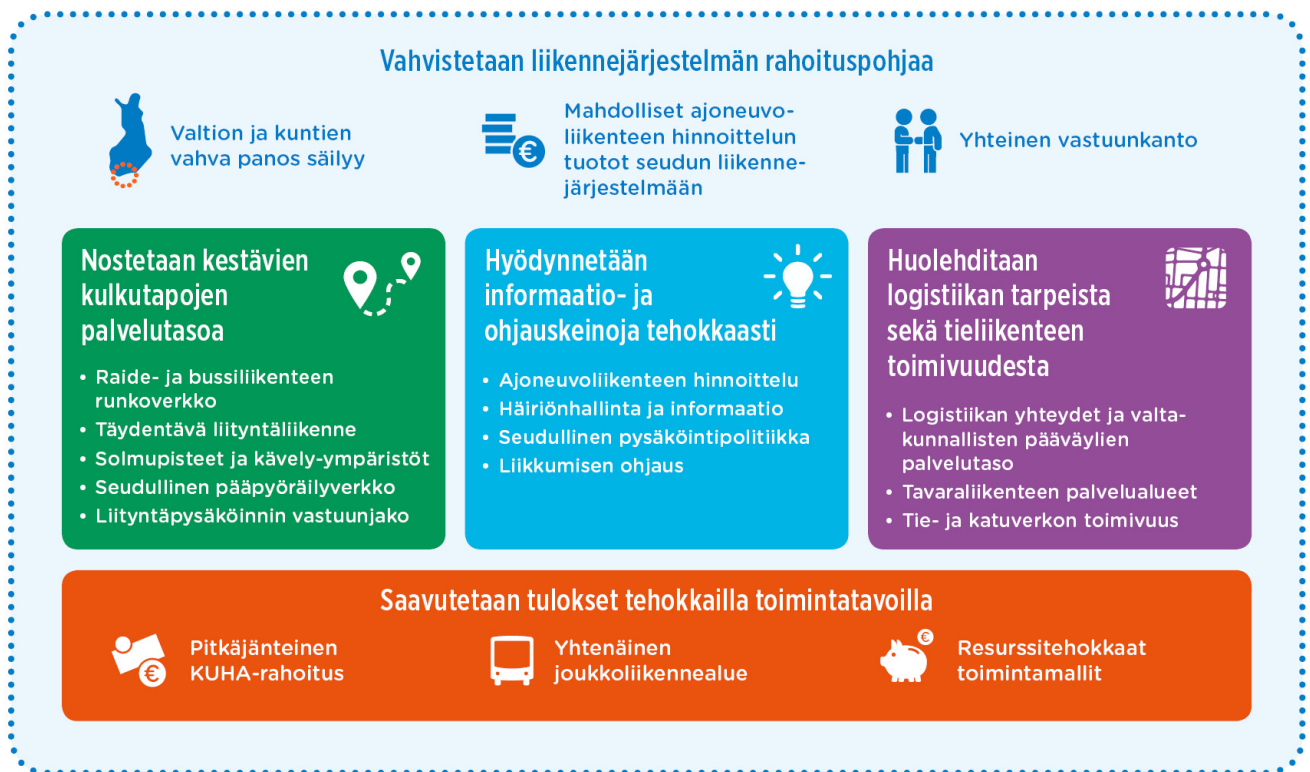 Vahvistetaan liikennejärjestelmän rahoituspohjaa
Valtion ja kuntien
vahva panos säilyy
Mahdolliset ajoneuvo-
liikenteen hinnoittelun
tuotot seudun liikenne-
järjestelmään
Yhteinen vastuunkanto
Nostetaan kestävien
kulkutapojen
palvelutasoa
• Raide- ja bussiliikenteen
runkoverkko
• Täydentävä liityntäliikenne
• Solmupisteet ja kävely-ympäristöt
• Seudullinen pääpyöräilyverkko
• Liityntäpysäköinnin vastuunjako
Hyödynnetään
informaatio- ja
ohjauskeinoja tehokkaasti
• Ajoneuvoliikenteen hinnoittelu
• Häiriönhallinta ja informaatio
• Seudullinen pysäköintipolitiikka
• Liikkumisen ohjaus
Huolehditaan
logistiikan tarpeista
sekä tieliikenteen
toimivuudesta
• Logistiikan yhteydet ja valta-
kunnallisten pääväylien
palvelutaso
• Tavaraliikenteen palvelualueet
• Tie- ja katuverkon toimivuus
Saavutetaan tulokset tehokkailla toimintatavoilla
€
Pitkäjänteinen
KUHA-rahoitus
Yhtenäinen
joukkoliikennealue
€
Resurssitehokkaat
toimintamallit